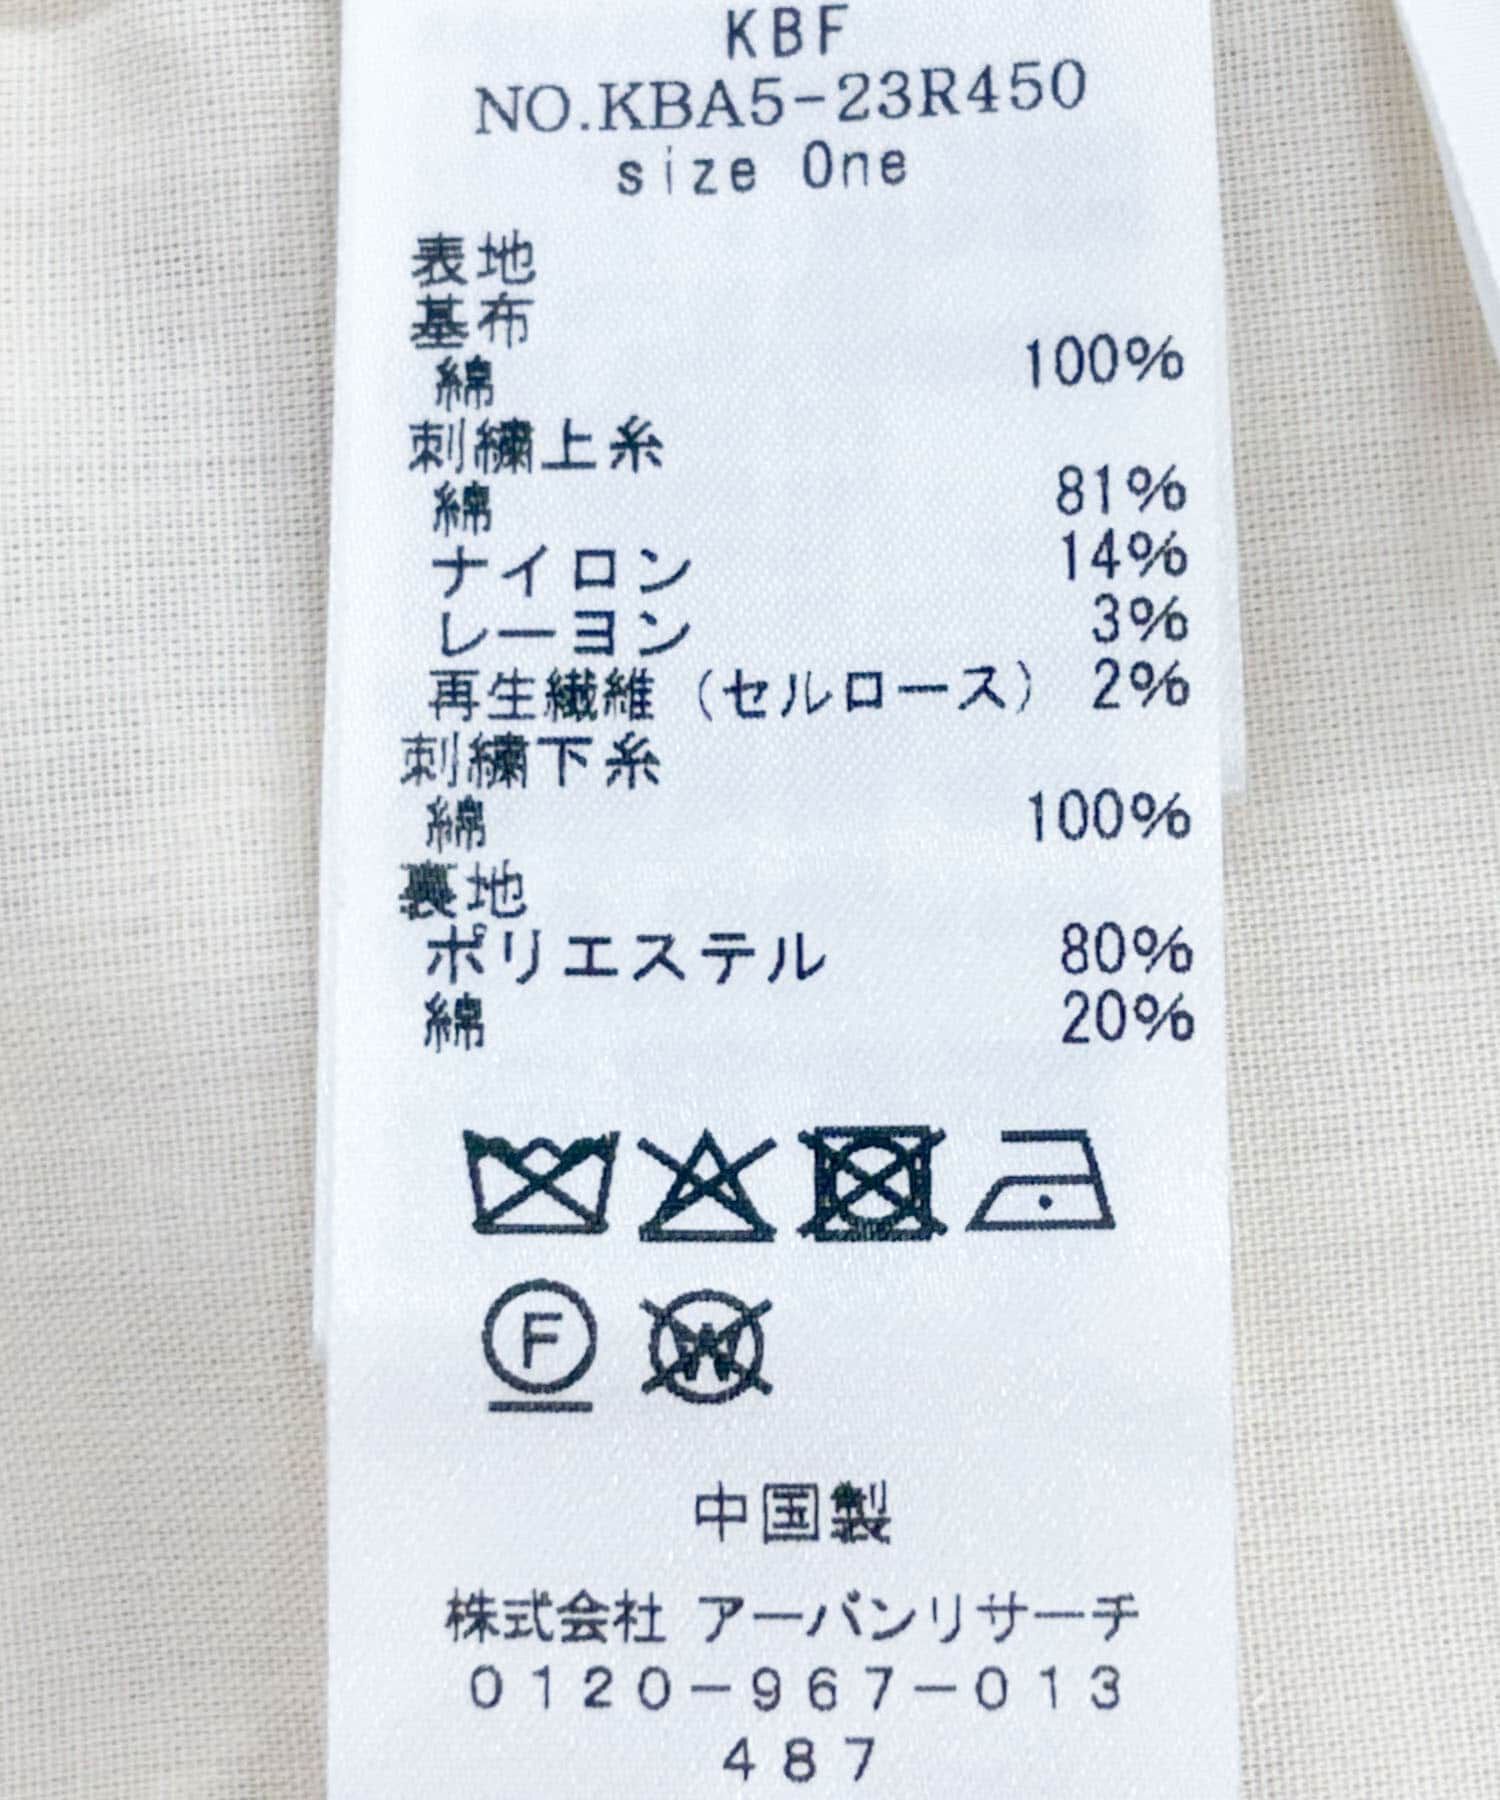 KBF
NO.KBA5-23R450
size One
表地
基布
綿 100%
刺繍上糸
綿 81%
ナイロン 14%
レーヨン 3%
再生繊維（セルロース） 2%
刺繍下糸
綿 100%
裏地
ポリエステル 80%
綿 20%
F
W
中国製
株式会社 アーバンリサーチ
0120-967-013
487